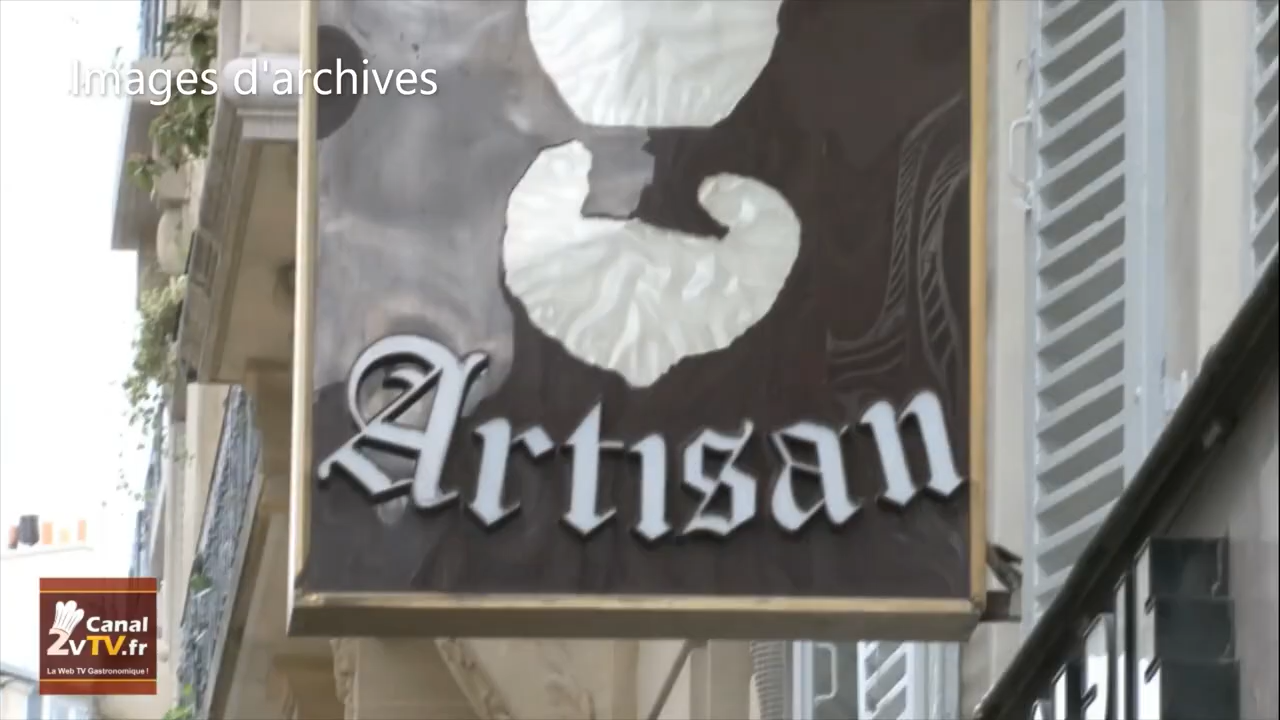 Images d'archives
Artisan
Canal
2vTV.fr
La Web TV Gastronomique !